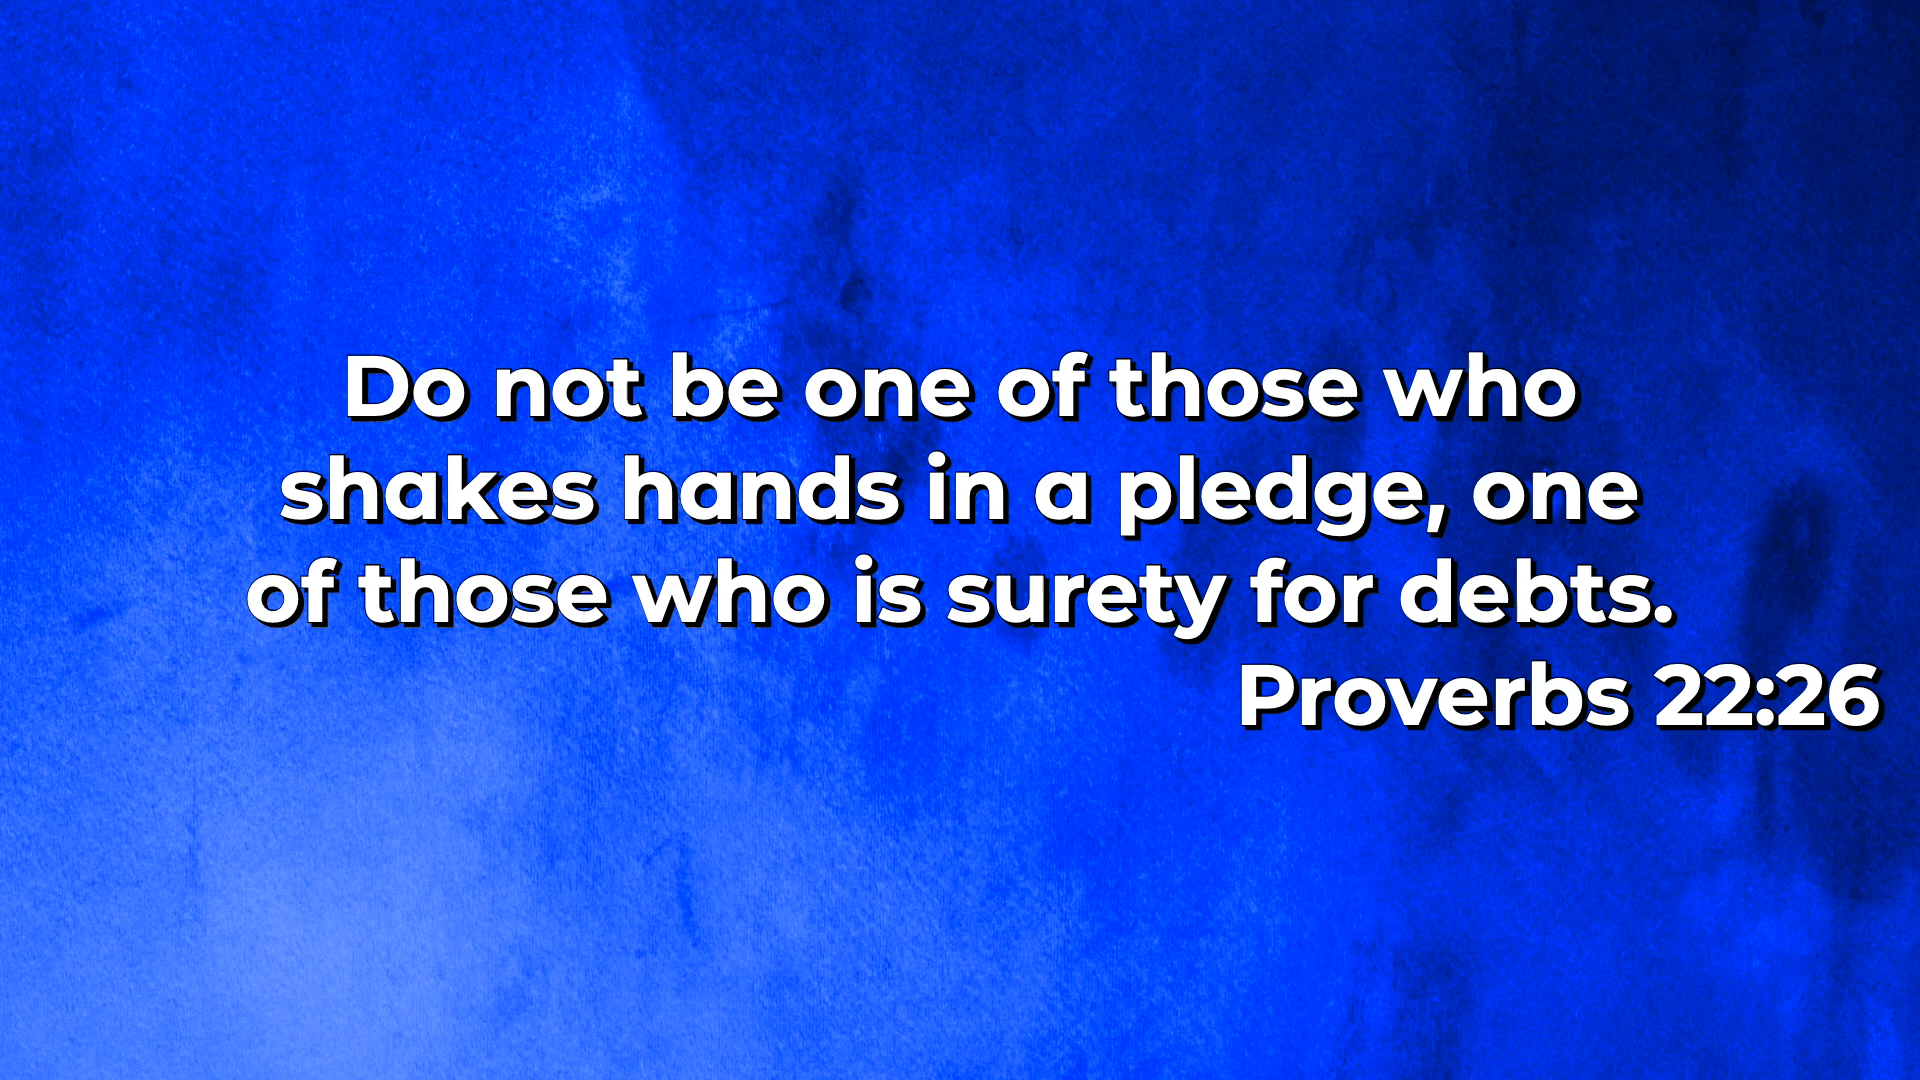 Do not be one of those who
shakes hands in a pledge, one
of those who is surety for debts.
Proverbs 22:26